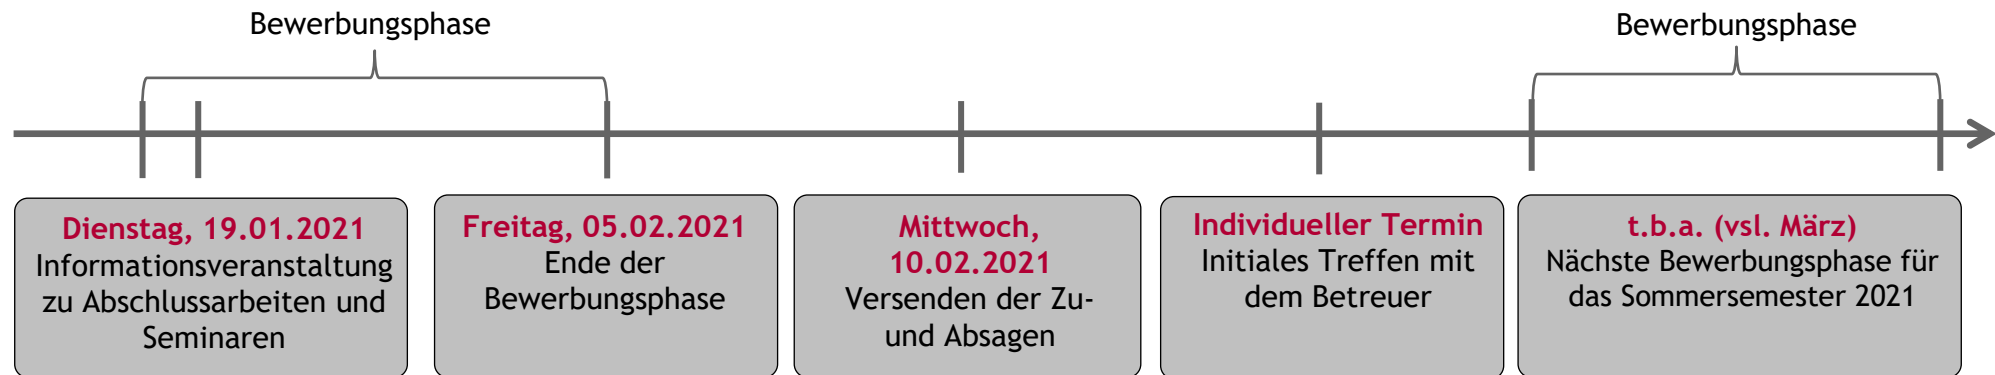 Bewerbungsphase
Bewerbungsphase
Dienstag, 19.01.2021
Informationsveranstaltung
zu Abschlussarbeiten und
Seminaren
Freitag, 05.02.2021
Ende der
Bewerbungsphase
Mittwoch,
10.02.2021
Versenden der Zu-
und Absagen
Individueller Termin
Initiales Treffen mit
dem Betreuer
t.b.a. (vsl. März)
Nächste Bewerbungsphase für
das Sommersemester 2021